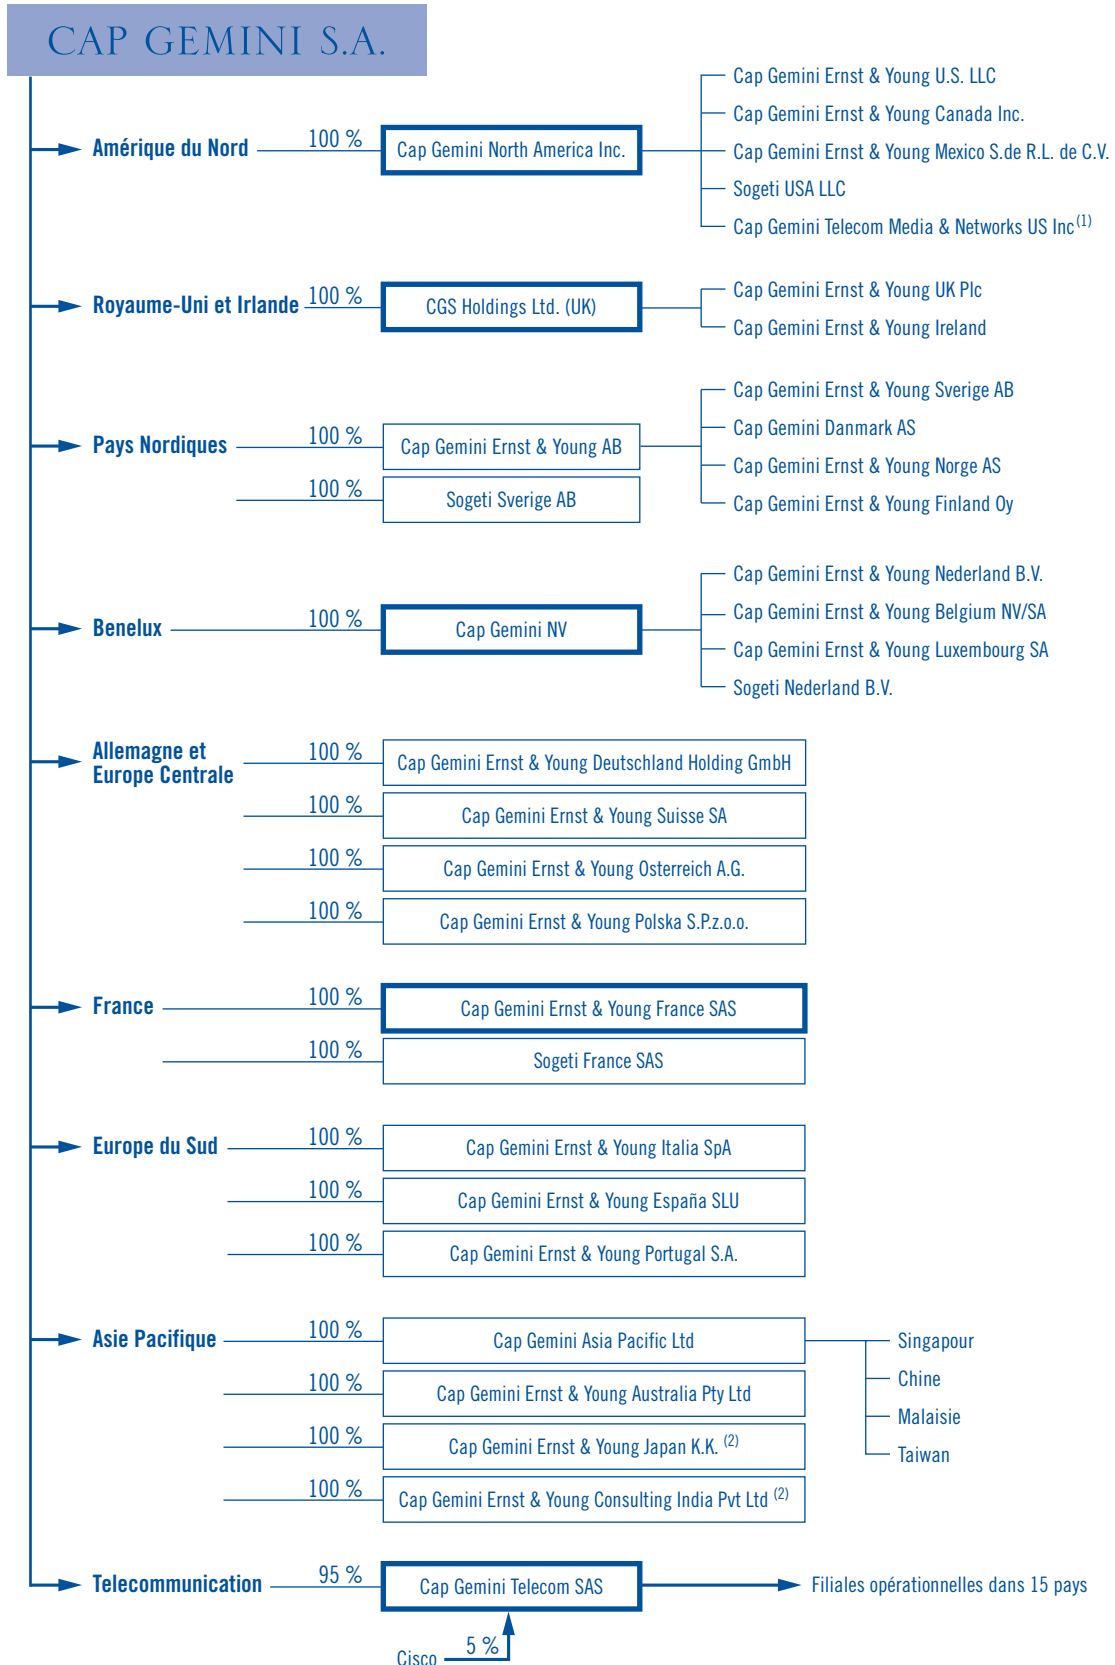 CAP GEMINI S.A.
Amérique du Nord
100 %
Cap Gemini North America Inc.
Cap Gemini Ernst & Young U.S. LLC
Cap Gemini Ernst & Young Canada Inc.
Cap Gemini Ernst & Young Mexico S.de R.L. de C.V.
Sogeti USA LLC
Cap Gemini Telecom Media & Networks US Inc(1)
Royaume-Uni et Irlande
100 %
CGS Holdings Ltd. (UK)
Cap Gemini Ernst & Young UK Plc
Cap Gemini Ernst & Young Ireland
Pays Nordiques
100 %
Cap Gemini Ernst & Young AB
Cap Gemini Ernst & Young Sverige AB
Cap Gemini Danmark AS
Cap Gemini Ernst & Young Norge AS
Cap Gemini Ernst & Young Finland Oy
100 %
Sogeti Sverige AB
Benelux
100 %
Cap Gemini NV
Cap Gemini Ernst & Young Nederland B.V.
Cap Gemini Ernst & Young Belgium NV/SA
Cap Gemini Ernst & Young Luxembourg SA
Sogeti Nederland B.V.
Allemagne et
Europe Centrale
100 %
Cap Gemini Ernst & Young Deutschland Holding GmbH
100 %
Cap Gemini Ernst & Young Suisse SA
100 %
Cap Gemini Ernst & Young Osterreich A.G.
100 %
Cap Gemini Ernst & Young Polska S.P.z.o.o.
France
100 %
Cap Gemini Ernst & Young France SAS
100 %
Sogeti France SAS
Europe du Sud
100 %
Cap Gemini Ernst & Young Italia SpA
100 %
Cap Gemini Ernst & Young España SLU
100 %
Cap Gemini Ernst & Young Portugal S.A.
Asie Pacifique
100 %
Cap Gemini Asia Pacific Ltd
Singapour
Chine
Malaisie
Taiwan
100 %
Cap Gemini Ernst & Young Australia Pty Ltd
100 %
Cap Gemini Ernst & Young Japan K.K. (2)
100 %
Cap Gemini Ernst & Young Consulting India Pvt Ltd (2)
Telecommunication
95 %
Cap Gemini Telecom SAS
Filiales opérationnelles dans 15 pays
Cisco
5 %